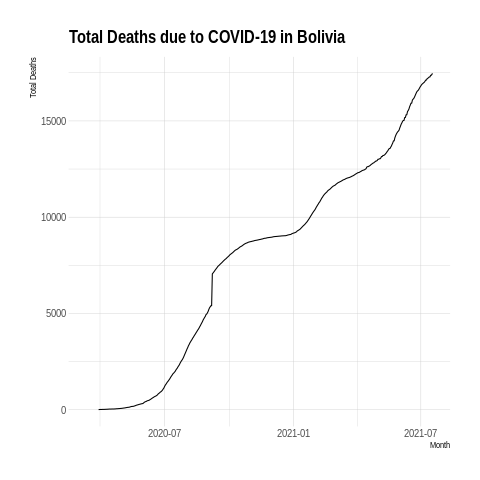 Total Deaths due to COVID-19 in Bolivia
Total Deaths
15000
10000
5000
0
2020-07
2021-01
2021-07
Month